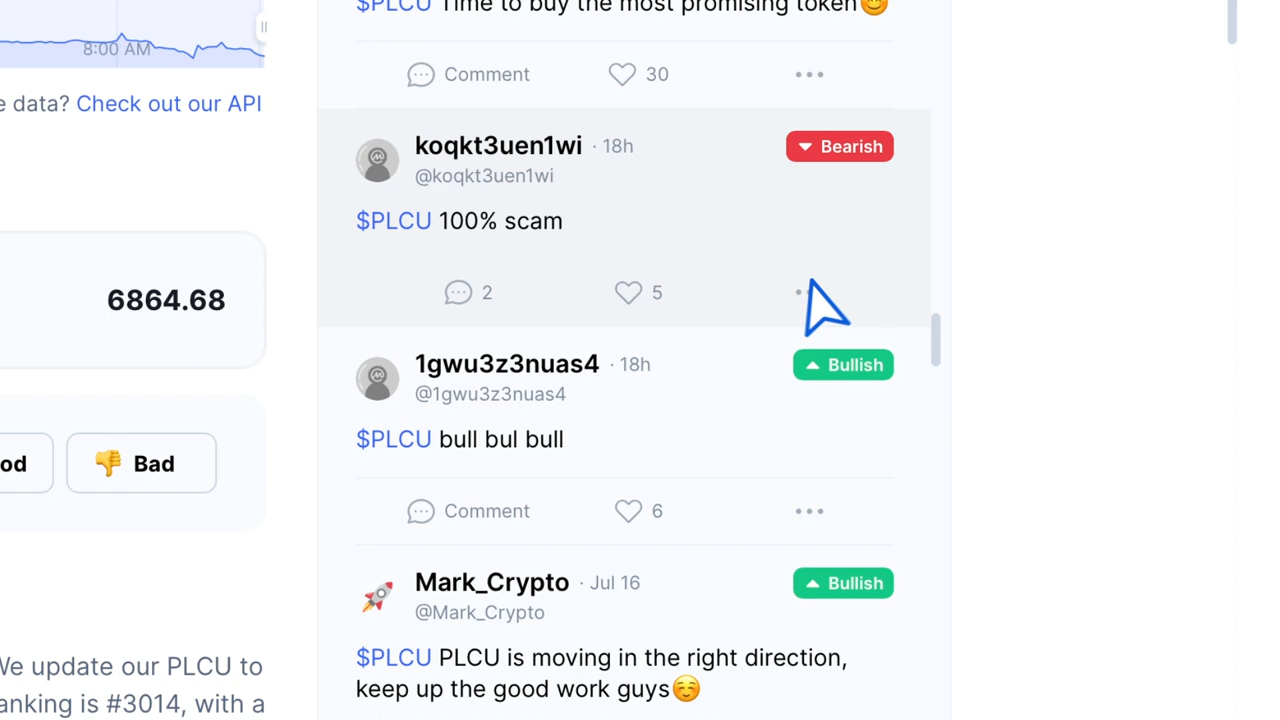 8:00 AM
e data? Check out our API
6864.68
od
Bad
We update our PLCU to
anking is #3014, with a
$PLCU Time to buy the most promising token😊
Comment
30
koqkt3uen1wi · 18h
Bearish
@koqkt3uen1wi
$PLCU 100% scam
2
5
1gwu3z3nuas4 · 18h
Bullish
@1gwu3z3nuas4
$PLCU bull bul bull
Comment
6
Mark_Crypto · Jul 16
Bullish
@Mark_Crypto
$PLCU PLCU is moving in the right direction,
keep up the good work guys☺️